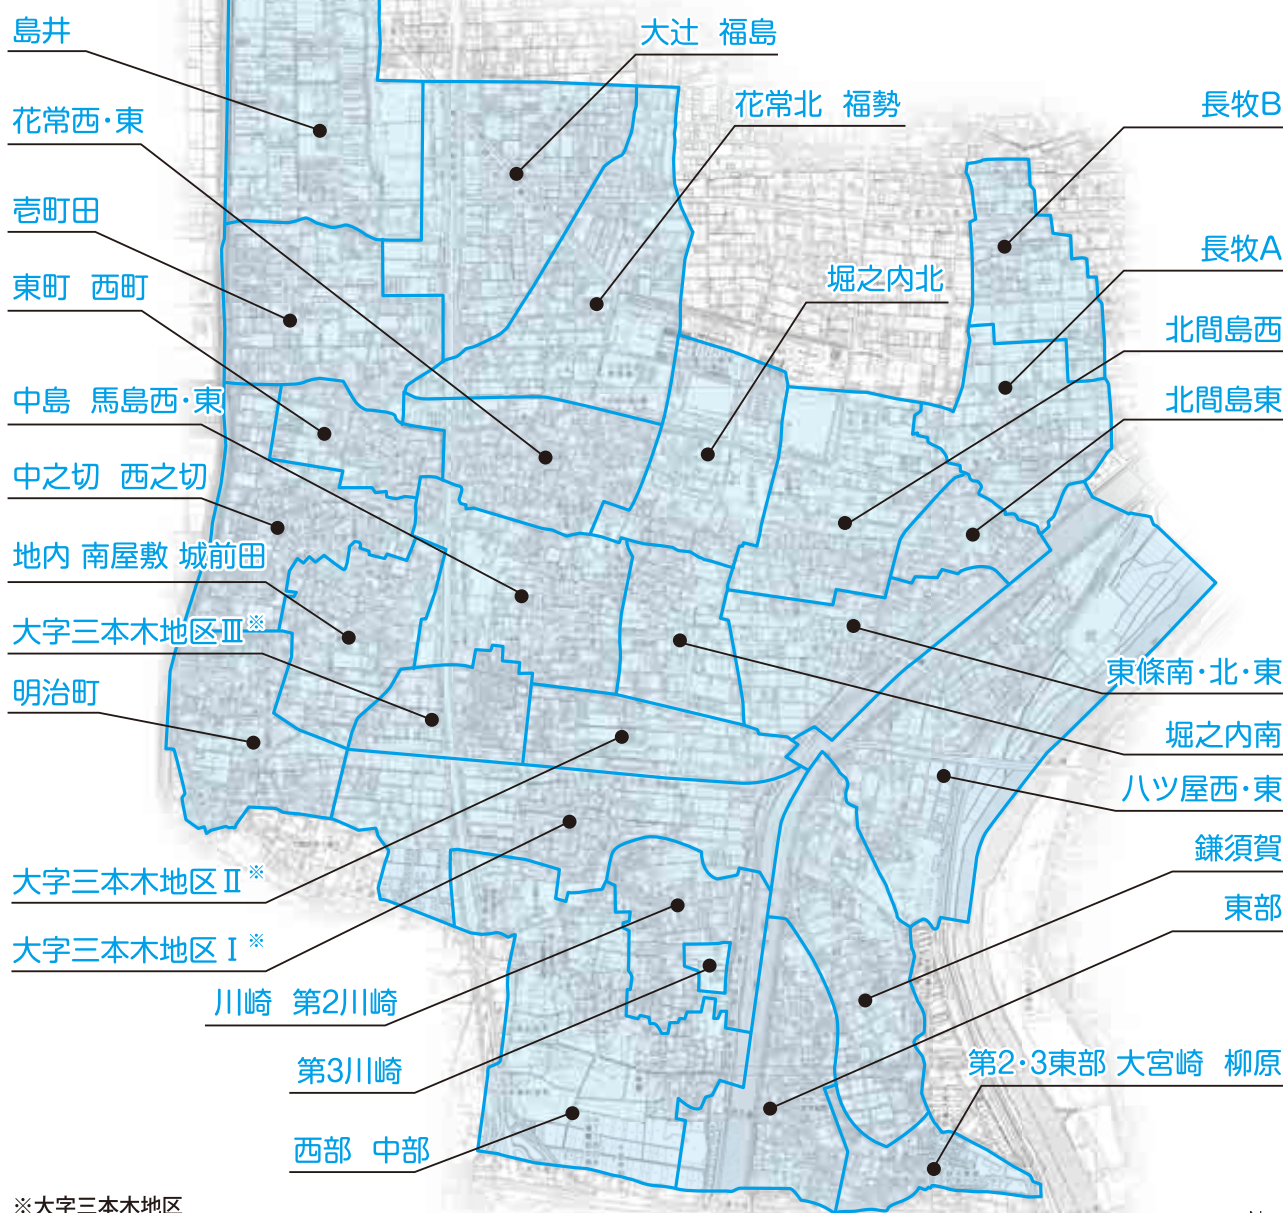 島井
大辻 福島
花常北 福勢
長牧B
花常西・東
壱町田
長牧A
東町 西町
堀之内北
北間島西
中島 馬島西・東
北間島東
中之切 西之切
地内 南屋敷 城前田
大字三本木地区Ⅲ※
明治町
東條南・北・東
堀之内南
八ツ屋西・東
鎌須賀
大字三本木地区Ⅱ※
東部
大字三本木地区Ⅰ※
川崎 第2川崎
第3川崎
第2・3東部 大宮崎 柳原
西部 中部
※大字三本木地区